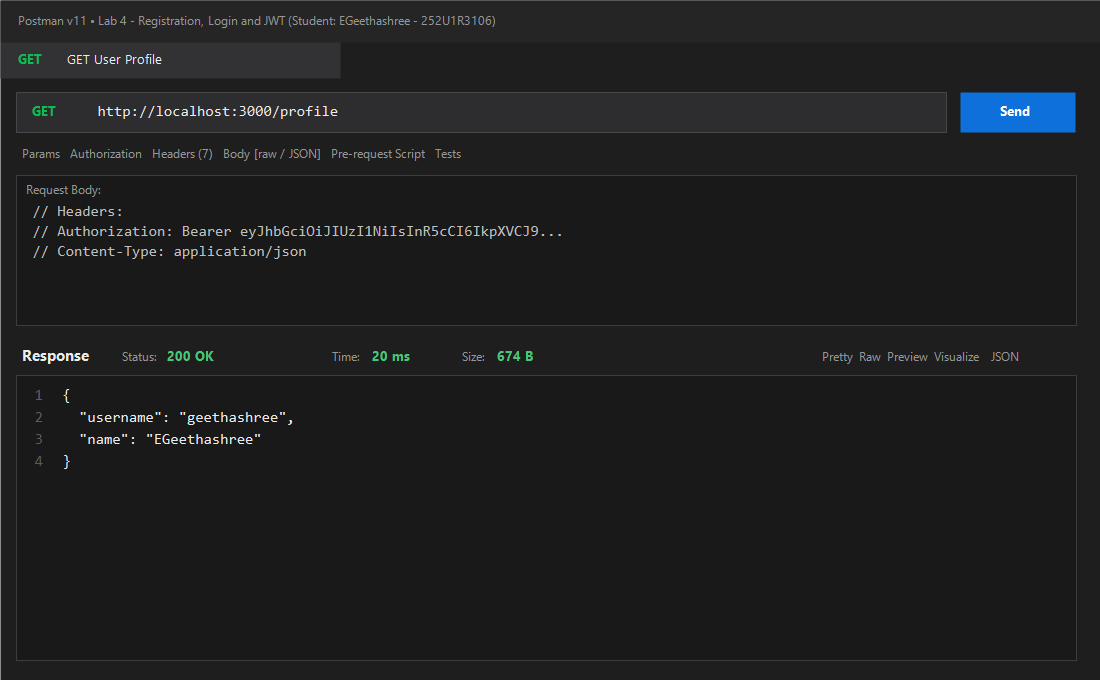 Postman v11 • Lab 4 - Registration, Login and JWT (Student: EGeethashree - 252U1R3106)
GET GET User Profile
GET http://localhost:3000/profile Send
Params Authorization Headers (7) Body [raw / JSON] Pre-request Script Tests
Request Body:
// Headers:
// Authorization: Bearer eyJhbGciOiJIUzI1NiIsInR5cCI6IkpXVCJ9...
// Content-Type: application/json
Response Status: 200 OK Time: 20 ms Size: 674 B Pretty Raw Preview Visualize JSON
1 {
2 "username": "geethashree",
3 "name": "EGeethashree"
4 }